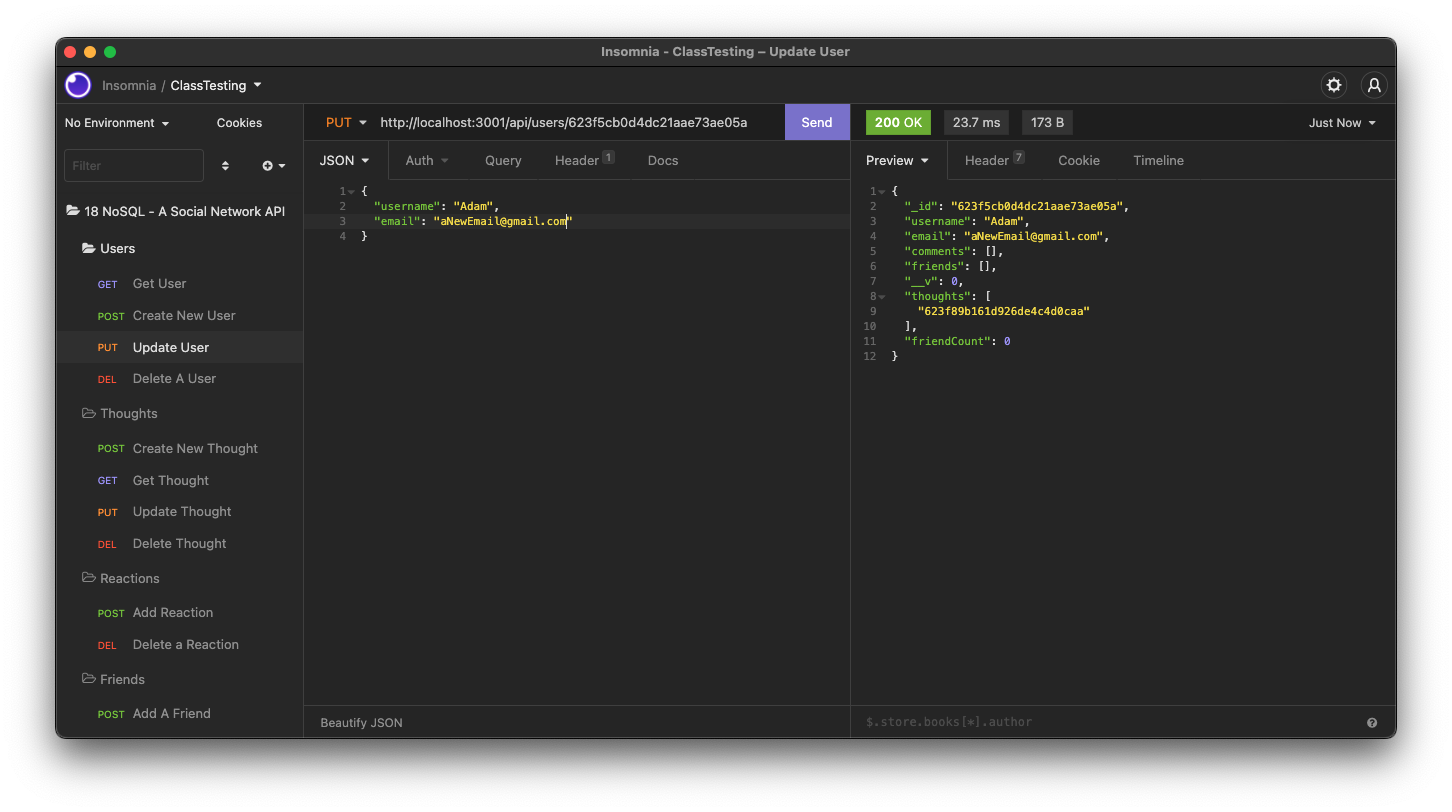 Insomnia - ClassTesting – Update User
Insomnia / ClassTesting
No Environment
Cookies
Filter
18 NoSQL - A Social Network API
Users
GET Get User
POST Create New User
PUT Update User
DEL Delete A User
Thoughts
POST Create New Thought
GET Get Thought
PUT Update Thought
DEL Delete Thought
Reactions
POST Add Reaction
DEL Delete a Reaction
Friends
POST Add A Friend
PUT http://localhost:3001/api/users/623f5cb0d4dc21aae73ae05a Send
JSON Auth Query Header 1 Docs
1 {
2 "username": "Adam",
3 "email": "aNewEmail@gmail.com"
4 }
Beautify JSON
200 OK 23.7 ms 173 B Just Now
Preview Header 7 Cookie Timeline
1 {
2 "_id": "623f5cb0d4dc21aae73ae05a",
3 "username": "Adam",
4 "email": "aNewEmail@gmail.com",
5 "comments": [],
6 "friends": [],
7 "__v": 0,
8 "thoughts": [
9 "623f89b161d926de4c4d0caa"
10 ],
11 "friendCount": 0
12 }
$.store.books[*].author